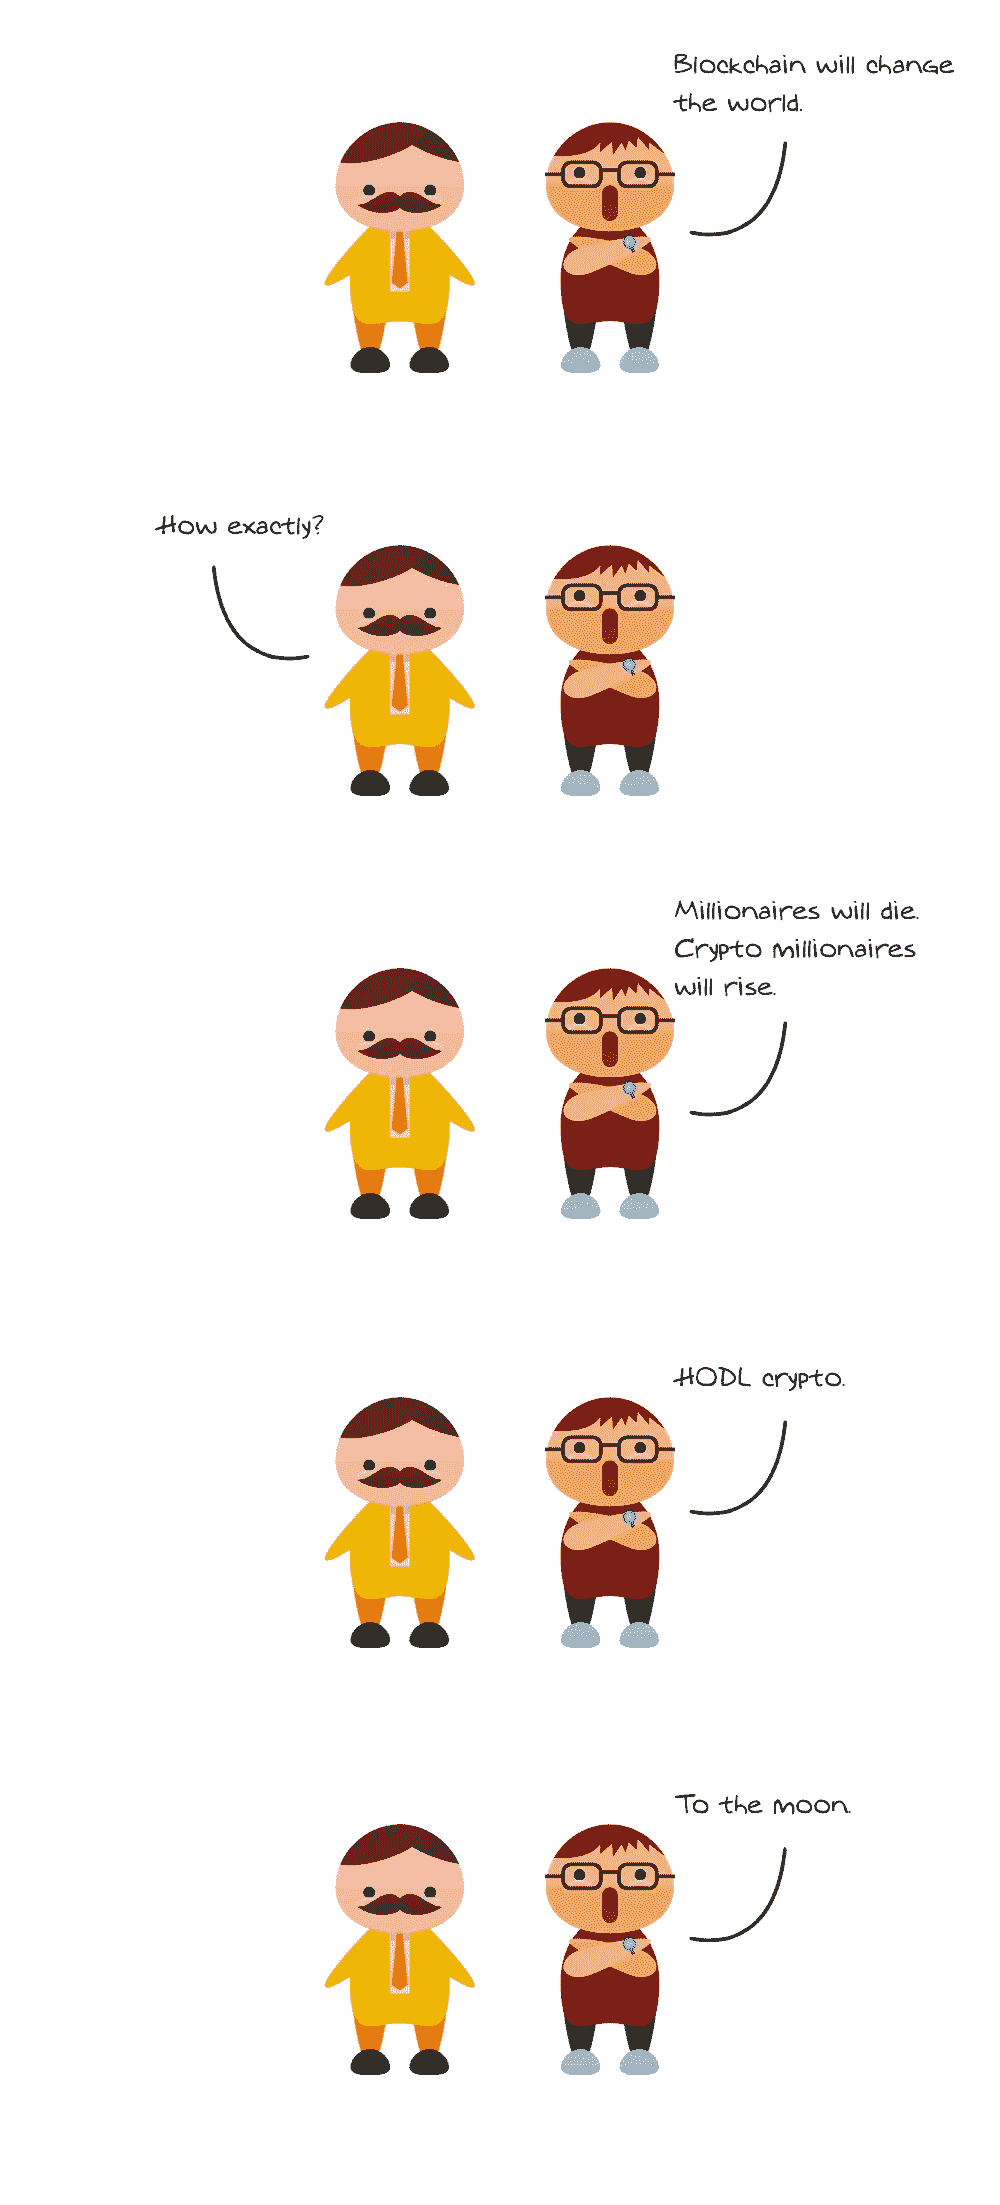 Blockchain will change
the world.
How exactly?
Millionaires will die.
Crypto millionaires
will rise.
HODL crypto.
To the moon.